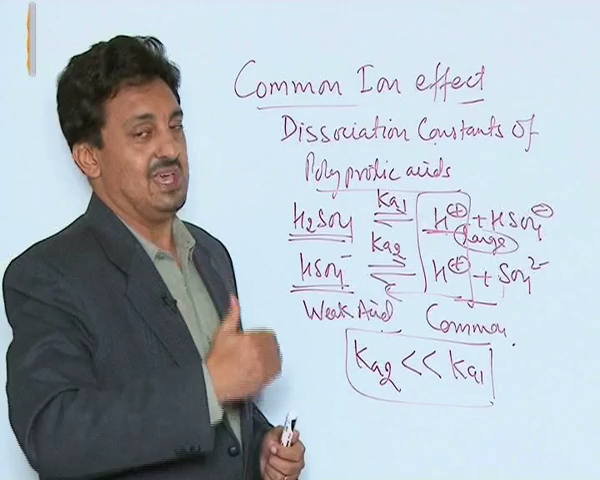 Common Ion effect
Dissociation Constants Of
Polyprotic acids
H₂SO₄ ⇌ Ka₁ H⊕ + HSO₄⊖
Large
HSO₄⁻ ⇌ Ka₂ H⊕ + SO₄²⁻
Weak Acid Common
Ka₂ << Ka₁